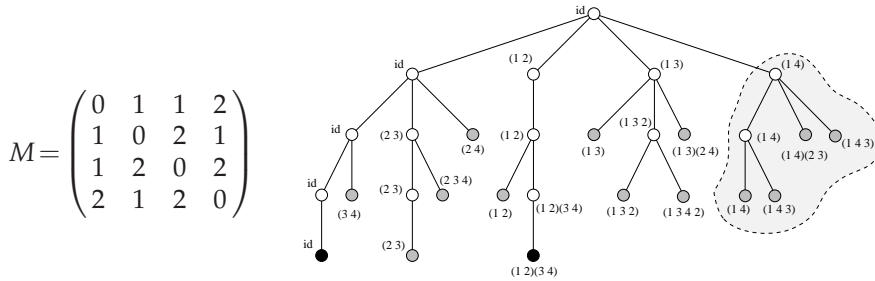 id
id
(1 2)
(1 3)
(1 4)
id
(2 3)
(2 4)
(1 2)
(1 3)
(1 3 2)
(1 3)(2 4)
(1 4)
(1 4)(2 3)
(1 4 3)
M= ( 0 1 1 2
1 0 2 1
1 2 0 2
2 1 2 0 )
id
(3 4)
(2 3)
(2 3 4)
(1 2)
(1 2)(3 4)
(1 3 2)
(1 3 4 2)
(1 4)
(1 4 3)
id
(2 3)
(1 2)(3 4)